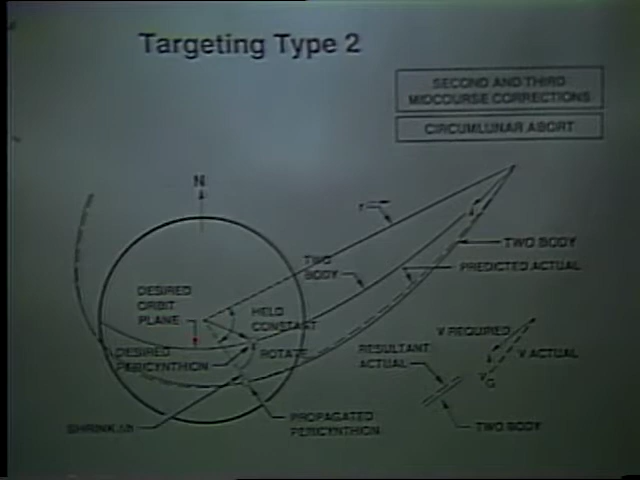 Targeting Type 2
SECOND AND THIRD
MIDCOURSE CORRECTIONS
CIRCUMLUNAR ABORT
N
r
TWO BODY
PREDICTED ACTUAL
TWO
BODY
DESIRED
ORBIT
PLANE
HELD
CONSTANT
DESIRED
PERICYNTHION
ROTATE
RESULTANT
ACTUAL
V REQUIRED
V ACTUAL
V
G
TWO BODY
PROPAGATED
PERICYNTHION
SHRINK